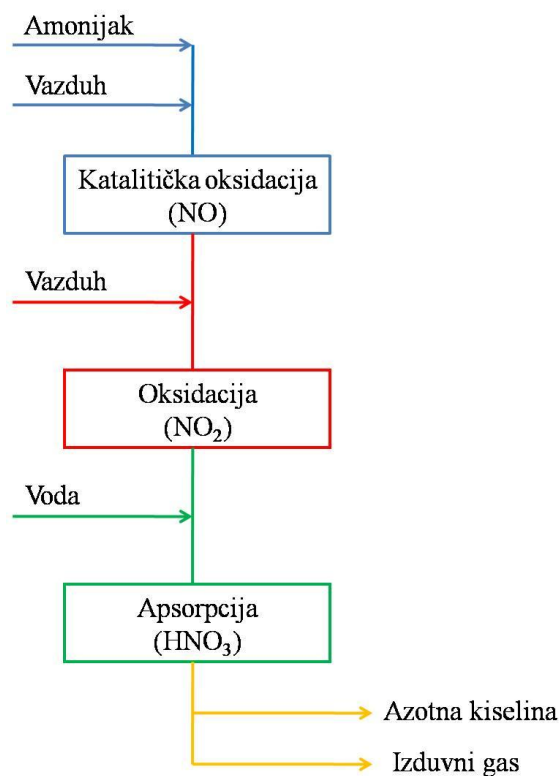 Amonijak
Vazduh
Katalitička oksidacija
(NO)
Vazduh
Oksidacija
(NO₂)
Voda
Apsorpcija
(HNO₃)
Azotna kiselina
Izduvni gas